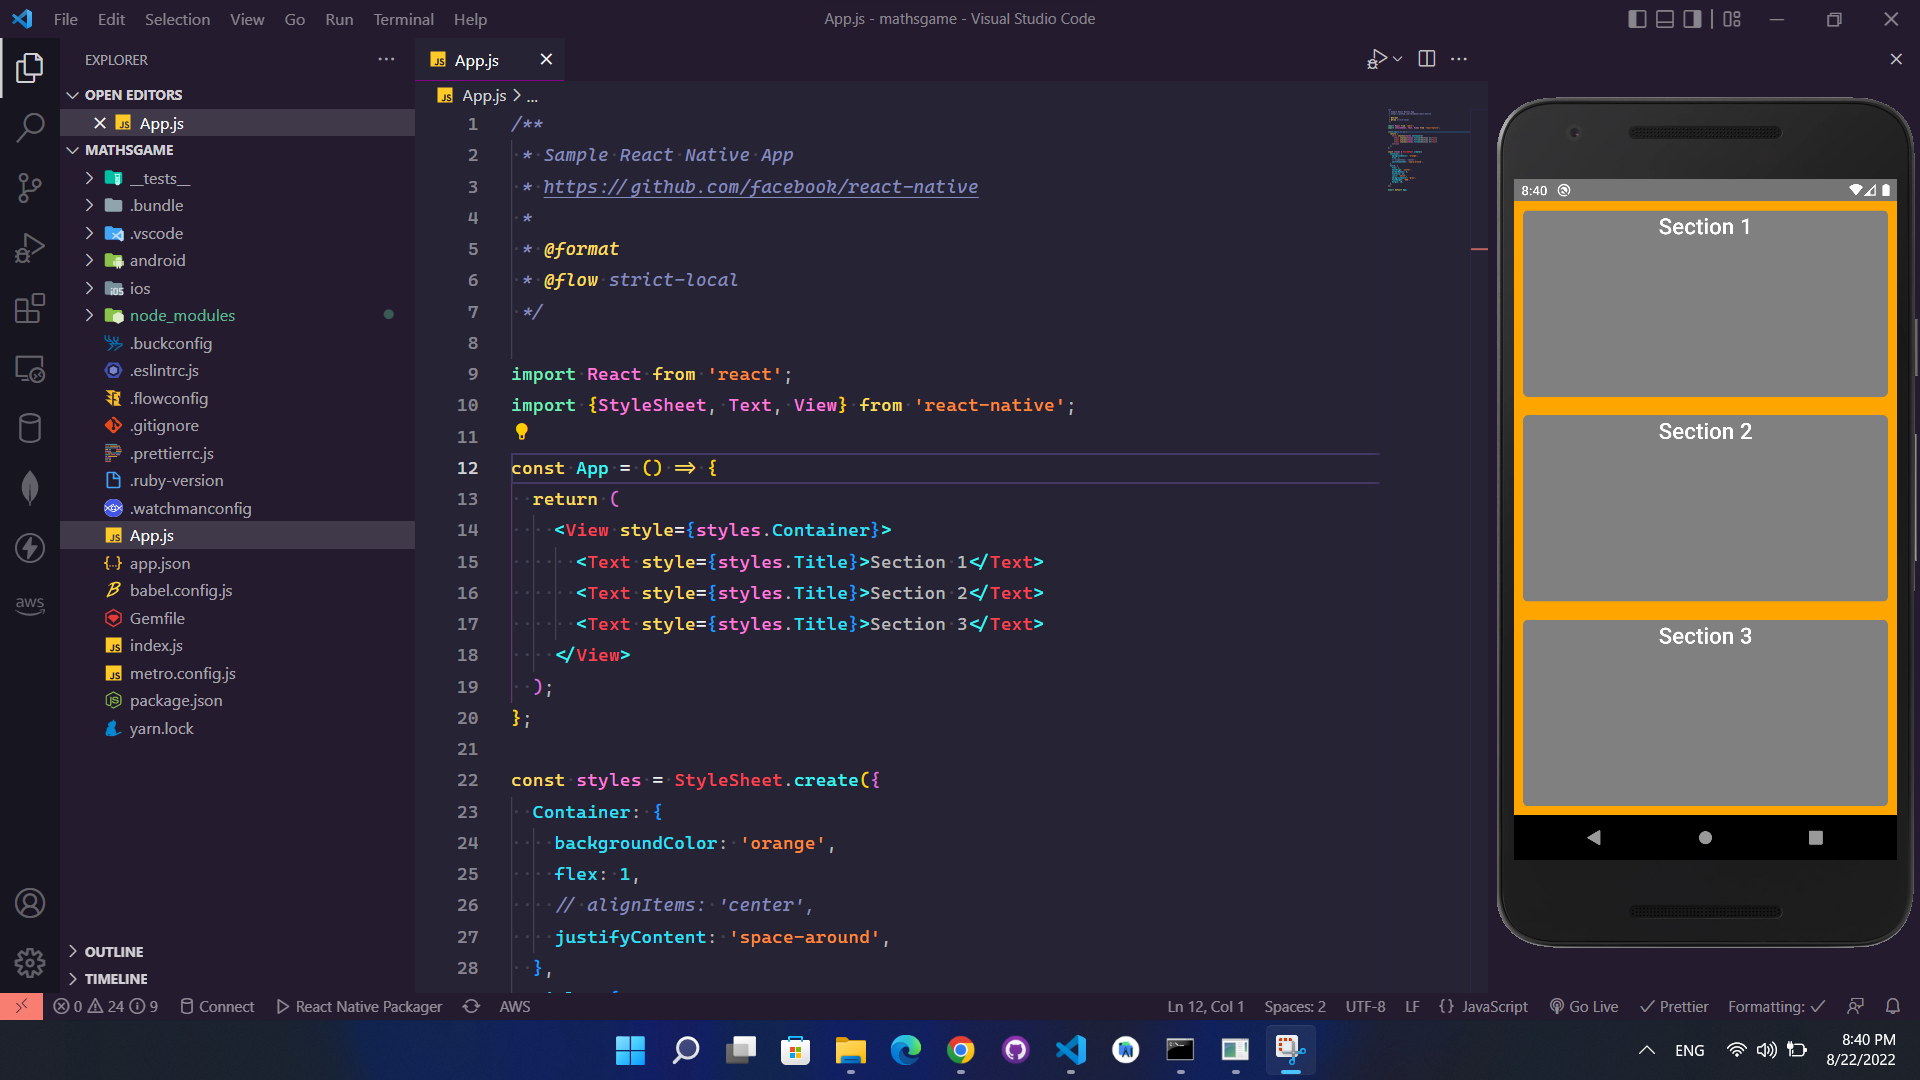 File Edit Selection View Go Run Terminal Help
App.js - mathsgame - Visual Studio Code
EXPLORER
OPEN EDITORS
JS App.js
MATHSGAME
__tests__
.bundle
.vscode
android
ios
node_modules
.buckconfig
.eslintrc.js
.flowconfig
.gitignore
.prettierrc.js
.ruby-version
.watchmanconfig
JS App.js
app.json
babel.config.js
Gemfile
JS index.js
JS metro.config.js
package.json
yarn.lock
OUTLINE
TIMELINE
aws
JS App.js
JS App.js > ...
1 /**
2 * Sample React Native App
3 * https://github.com/facebook/react-native
4 *
5 * @format
6 * @flow strict-local
7 */
8
9 import React from 'react';
10 import {StyleSheet, Text, View} from 'react-native';
11
12 const App = () => {
13 return (
14 <View style={styles.Container}>
15 <Text style={styles.Title}>Section 1</Text>
16 <Text style={styles.Title}>Section 2</Text>
17 <Text style={styles.Title}>Section 3</Text>
18 </View>
19 );
20 };
21
22 const styles = StyleSheet.create({
23 Container: {
24 backgroundColor: 'orange',
25 flex: 1,
26 // alignItems: 'center',
27 justifyContent: 'space-around',
28 },
8:40
Section 1
Section 2
Section 3
0 24 9 Connect React Native Packager AWS
Ln 12, Col 1 Spaces: 2 UTF-8 LF {} JavaScript Go Live Prettier Formatting:
ENG
8:40 PM
8/22/2022